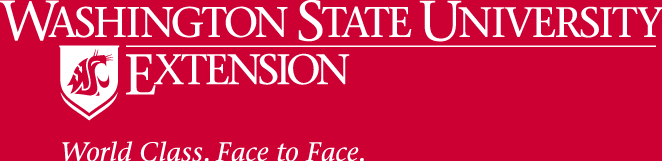 WASHINGTON STATE UNIVERSITY
EXTENSION
World Class. Face to Face.